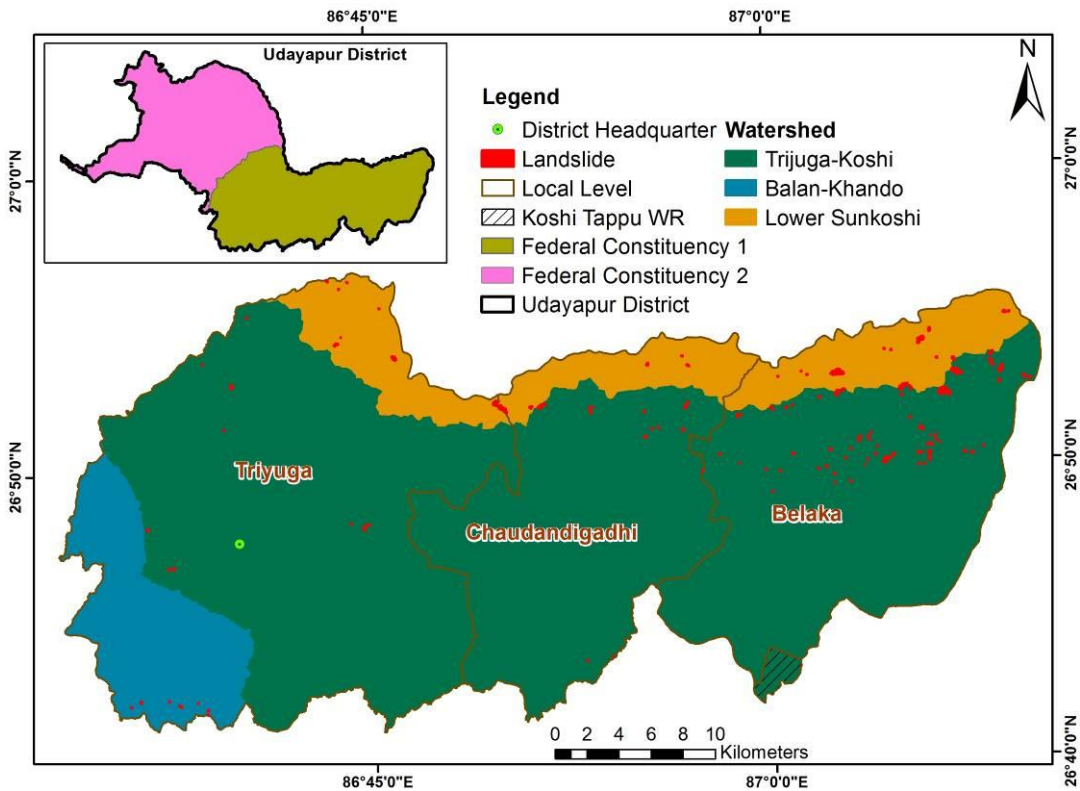 86°45'0"E
87°0'0"E
Udayapur District
N
Legend
District Headquarter
Landslide
Local Level
Koshi Tappu WR
Federal Constituency 1
Federal Constituency 2
Udayapur District
Watershed
Trijuga-Koshi
Balan-Khando
Lower Sunkoshi
27°0'0"N
27°0'0"N
26°50'0"N
26°50'0"N
Triyuga
Chaudandigadhi
Belaka
0 2 4 6 8 10
Kilometers
26°40'0"N
86°45'0"E
87°0'0"E